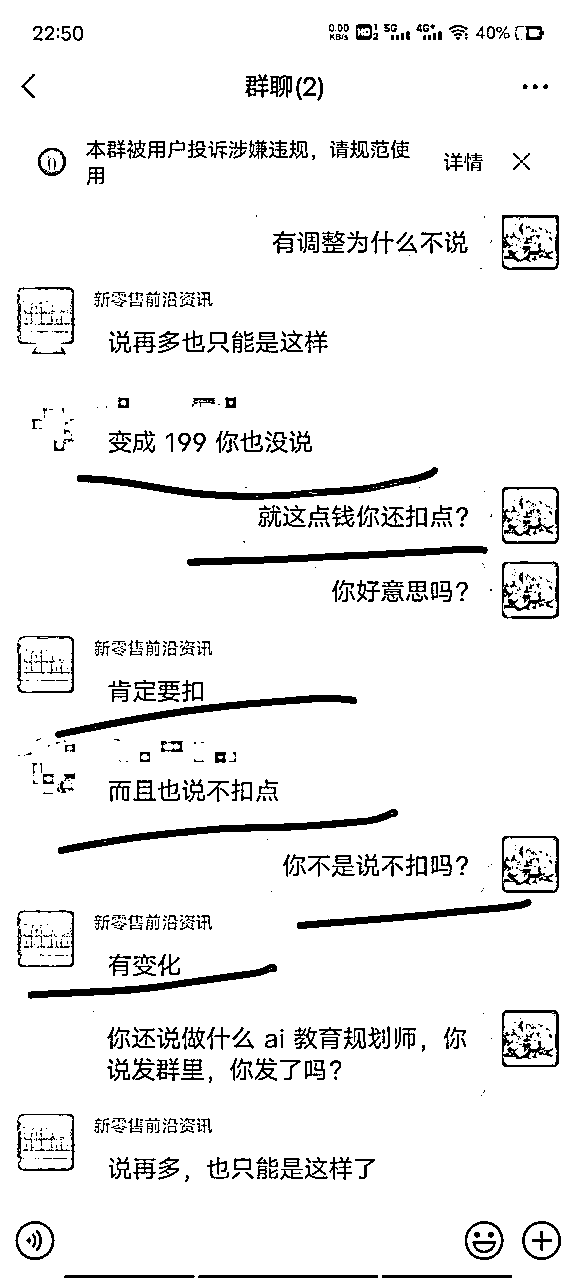 22:50
0.00 KB/s HD 1 2 5G 4G+ 40%
群聊(2)
本群被用户投诉涉嫌违规，请规范使
用
详情
有调整为什么不说
新零售前沿资讯
说再多也只能是这样
变成 199 你也没说
就这点钱你还扣点？
你好意思吗？
新零售前沿资讯
肯定要扣
而且也说不扣点
你不是说不扣吗？
新零售前沿资讯
有变化
你还说做什么 ai 教育规划师，你
说发群里，你发了吗？
新零售前沿资讯
说再多，也只能是这样了